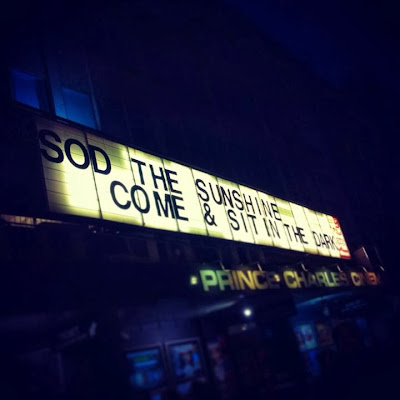 SOD THE SUNSHINE
COME & SIT IN THE DARK
PRINCE CHARLES